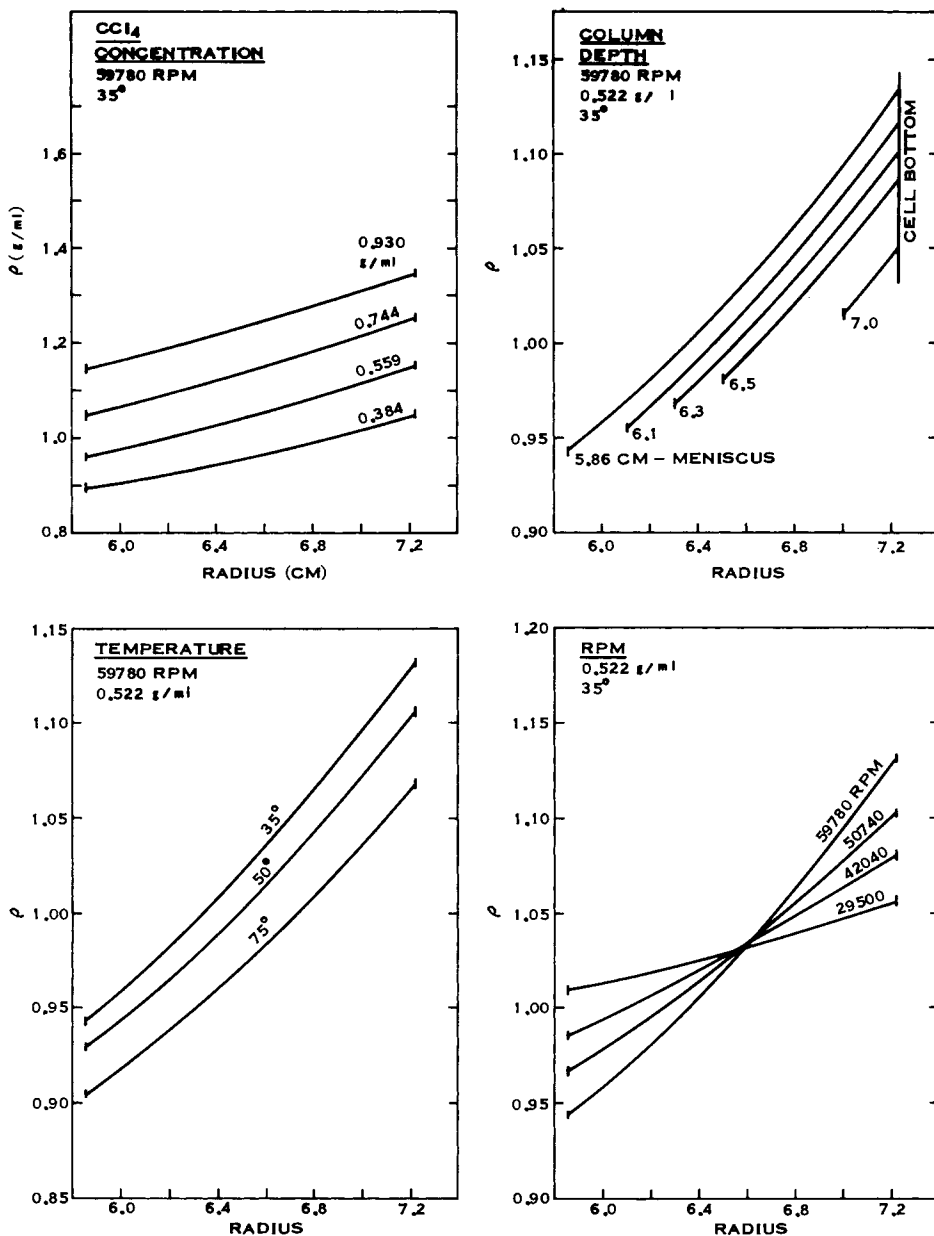 CCl4
CONCENTRATION
59780 RPM
35°
1.6
1.4
1.2
1.0
0.8
ρ (g/ml)
0.930
g/ml
0.744
0.559
0.384
6.0
6.4
6.8
7.2
RADIUS (CM)
COLUMN
DEPTH
59780 RPM
0.522 g/ l
35°
1.15
1.10
1.05
1.00
0.95
0.90
ρ
CELL BOTTOM
7.0
6.5
6.3
6.1
5.86 CM – MENISCUS
6.0
6.4
6.8
7.2
RADIUS
TEMPERATURE
59780 RPM
0.522 g/ml
1.15
1.10
1.05
1.00
0.95
0.90
0.85
ρ
35°
50°
75°
6.0
6.4
6.8
7.2
RADIUS
RPM
0.522 g/ml
35°
1.20
1.15
1.10
1.05
1.00
0.95
0.90
ρ
59780 RPM
50740
42040
29500
6.0
6.4
6.8
7.2
RADIUS